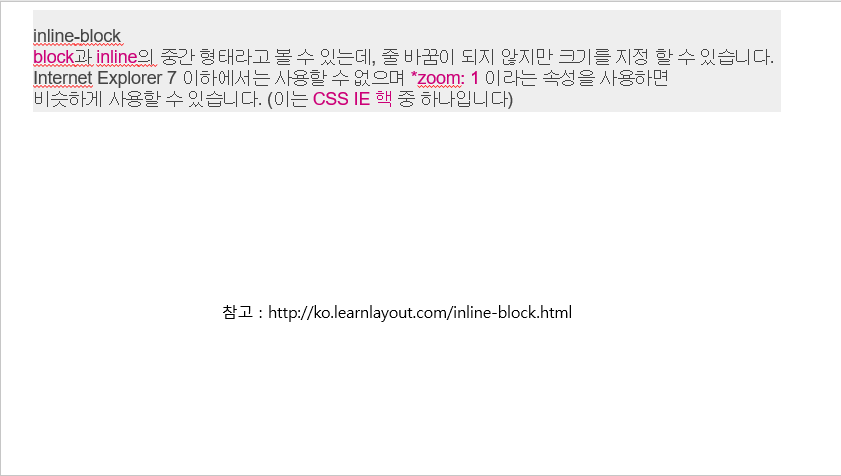 inline-block
block과 inline의 중간 형태라고 볼 수 있는데, 줄 바꿈이 되지 않지만 크기를 지정 할 수 있습니다.
Internet Explorer 7 이하에서는 사용할 수 없으며 *zoom: 1 이라는 속성을 사용하면
비슷하게 사용할 수 있습니다. (이는 CSS IE 핵 중 하나입니다)
참고 : http://ko.learnlayout.com/inline-block.html